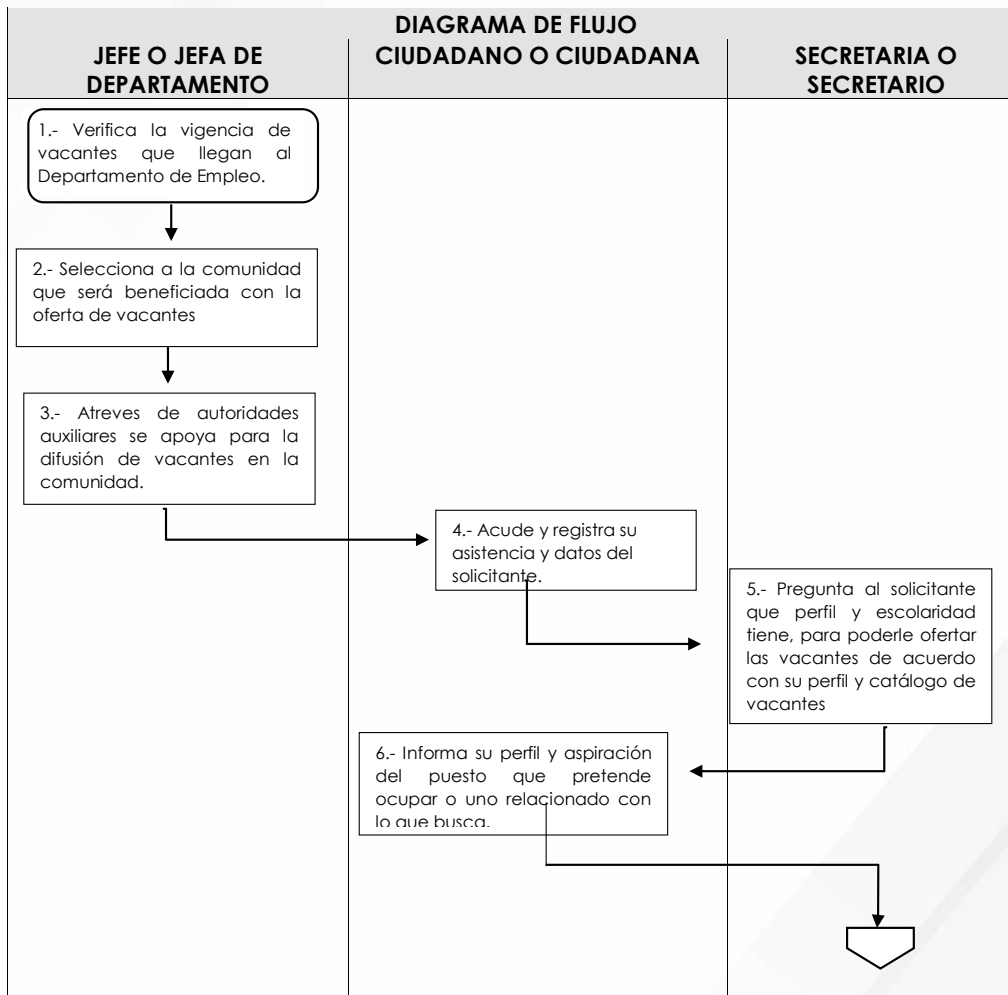 DIAGRAMA DE FLUJO
JEFE O JEFA DE
DEPARTAMENTO
CIUDADANO O CIUDADANA
SECRETARIA O
SECRETARIO
1.- Verifica la vigencia de
vacantes que llegan al
Departamento de Empleo.
2.- Selecciona a la comunidad
que será beneficiada con la
oferta de vacantes
3.- Atreves de autoridades
auxiliares se apoya para la
difusión de vacantes en la
comunidad.
4.- Acude y registra su
asistencia y datos del
solicitante.
5.- Pregunta al solicitante
que perfil y escolaridad
tiene, para poderle ofertar
las vacantes de acuerdo
con su perfil y catálogo de
vacantes
6.- Informa su perfil y aspiración
del puesto que pretende
ocupar o uno relacionado con
lo que busca.